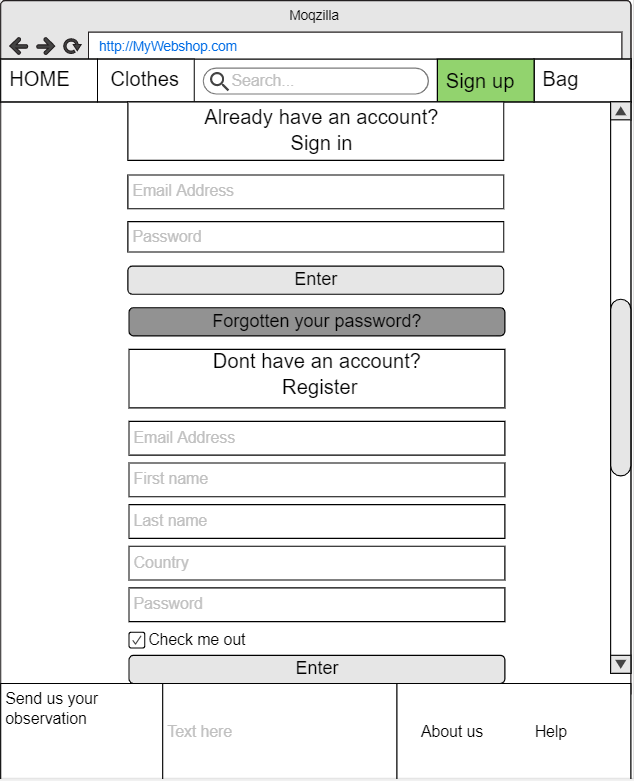 Moqzilla
http://MyWebshop.com
HOME
Clothes
Search...
Sign up
Bag
Already have an account?
Sign in
Email Address
Password
Enter
Forgotten your password?
Dont have an account?
Register
Email Address
First name
Last name
Country
Password
Check me out
Enter
Send us your
observation
Text here
About us
Help